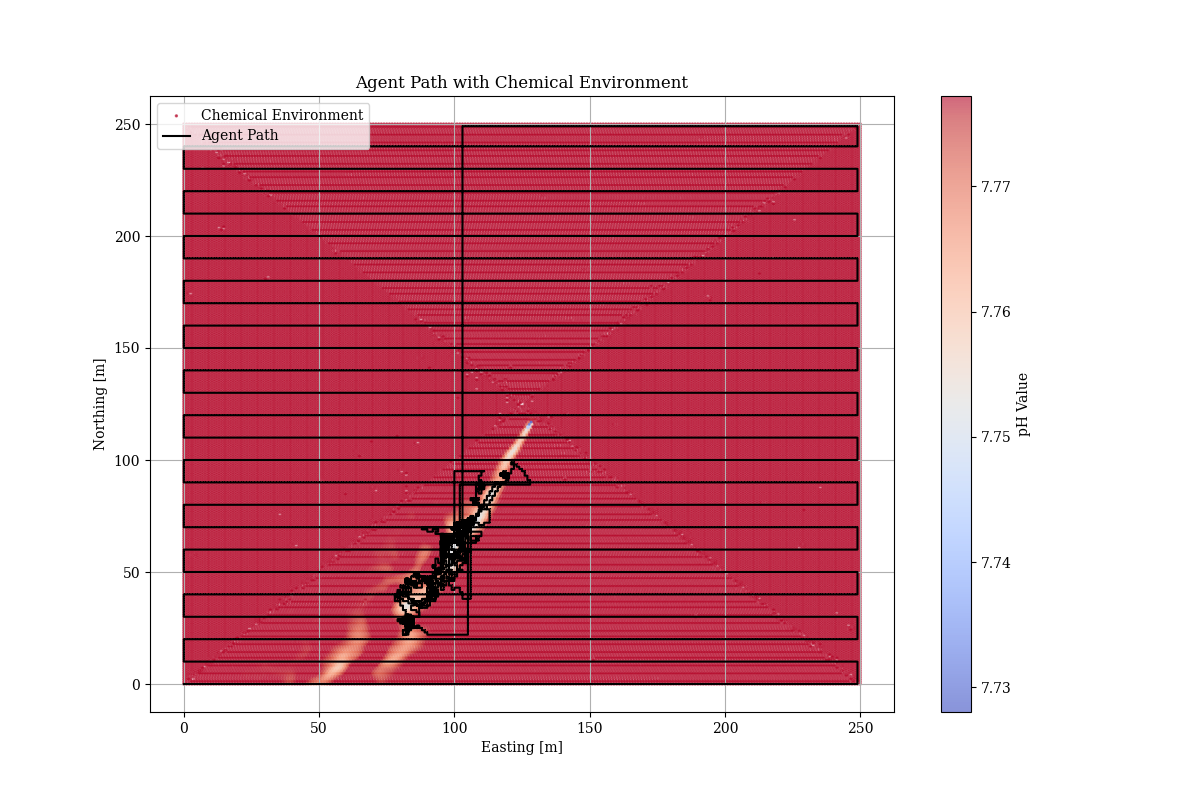 Agent Path with Chemical Environment
Chemical Environment
Agent Path
250
200
150
100
50
0
Northing [m]
0 50 100 150 200 250
Easting [m]
7.77
7.76
7.75
7.74
7.73
pH Value